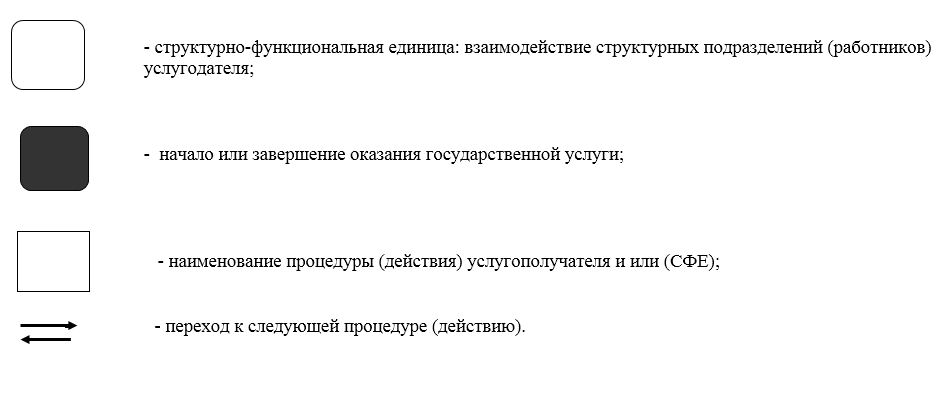 - структурно-функциональная единица: взаимодействие структурных подразделений (работников)
услугодателя;
- начало или завершение оказания государственной услуги;
- наименование процедуры (действия) услугополучателя и или (СФЕ);
- переход к следующей процедуре (действию).